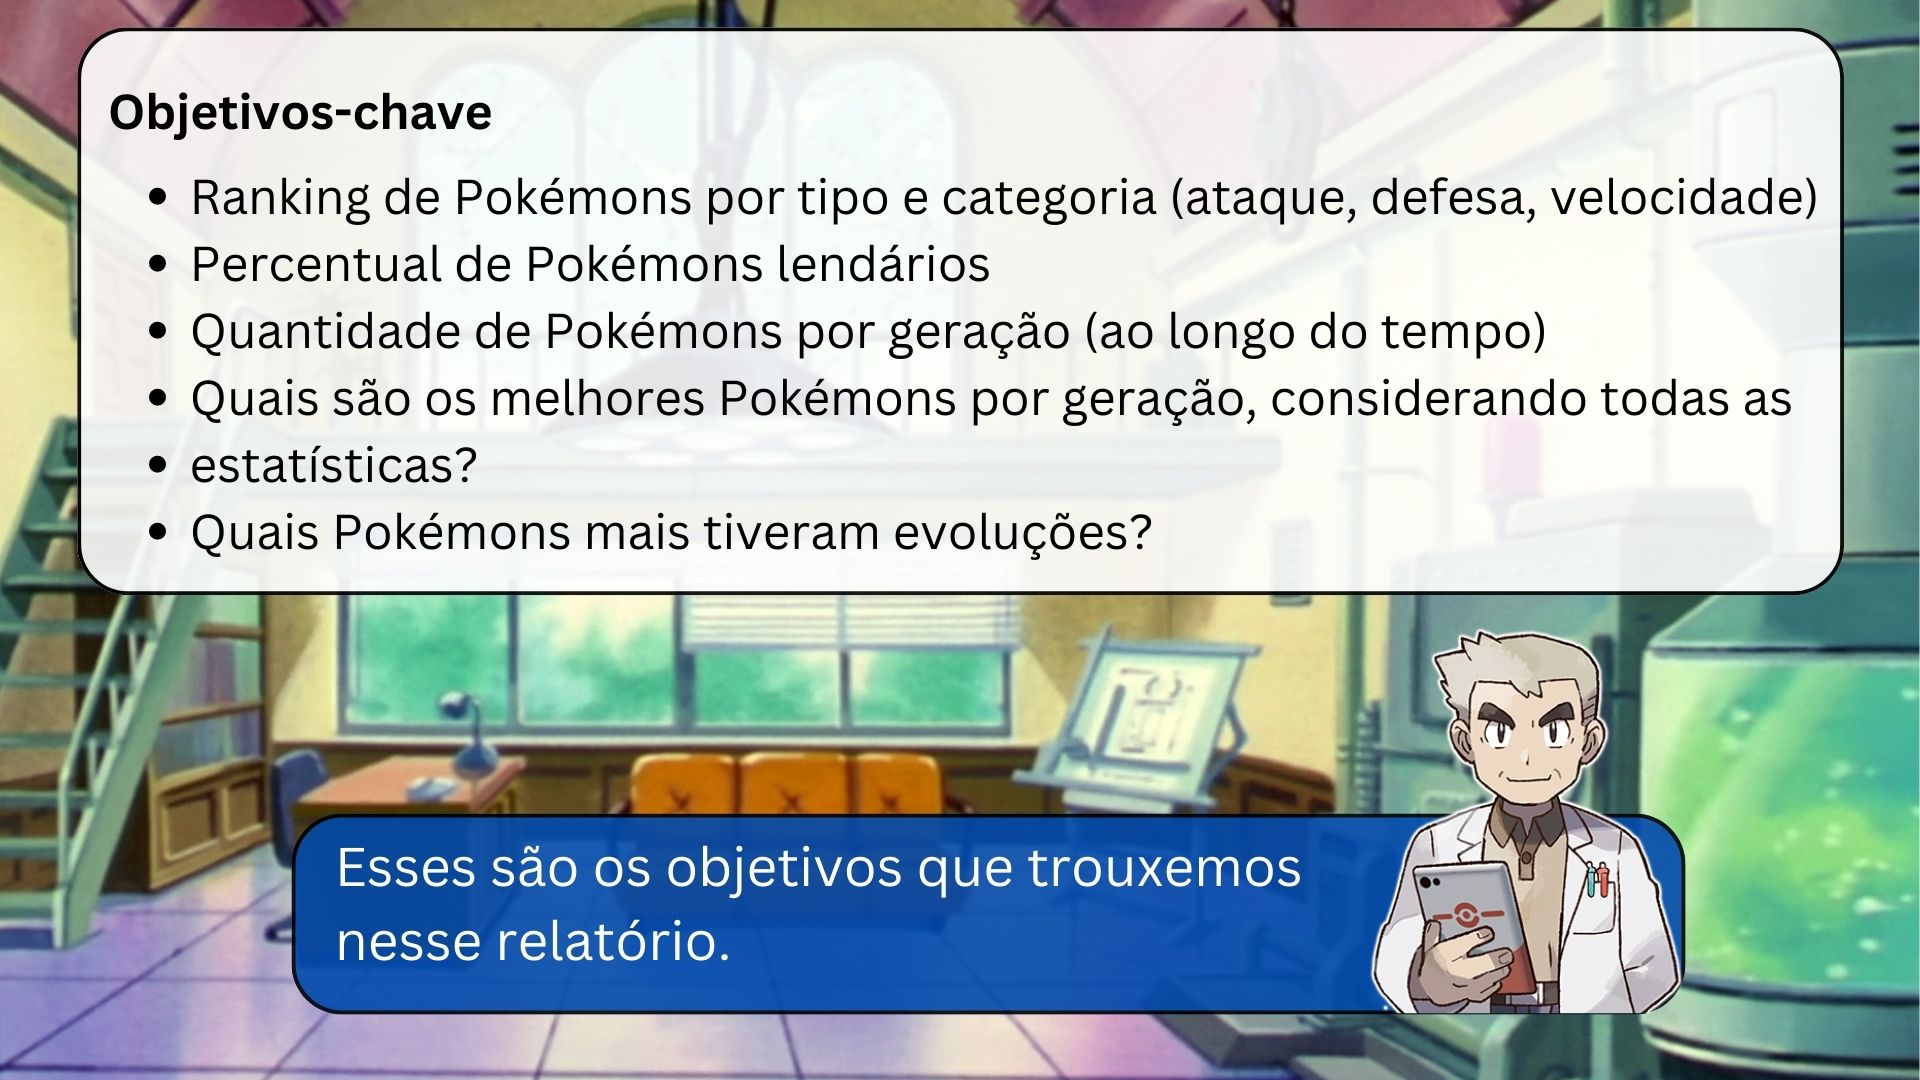 Objetivos-chave
• Ranking de Pokémons por tipo e categoria (ataque, defesa, velocidade)
• Percentual de Pokémons lendários
• Quantidade de Pokémons por geração (ao longo do tempo)
• Quais são os melhores Pokémons por geração, considerando todas as
• estatísticas?
• Quais Pokémons mais tiveram evoluções?
Esses são os objetivos que trouxemos
nesse relatório.